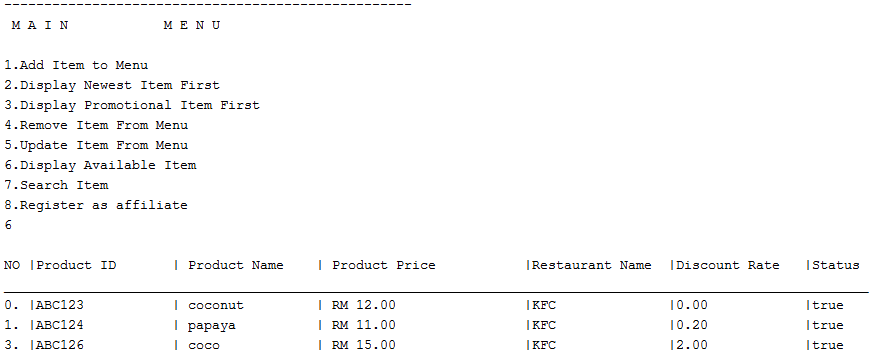 ---------------------------------------------------
M A I N            M E N U
1.Add Item to Menu
2.Display Newest Item First
3.Display Promotional Item First
4.Remove Item From Menu
5.Update Item From Menu
6.Display Available Item
7.Search Item
8.Register as affiliate
6
NO |Product ID       | Product Name    | Product Price           |Restaurant Name  |Discount Rate   |Status
____________________________________________________________________________________________________________
0. |ABC123           | coconut         | RM 12.00                |KFC              |0.00            |true
1. |ABC124           | papaya          | RM 11.00                |KFC              |0.20            |true
3. |ABC126           | coco            | RM 15.00                |KFC              |2.00            |true